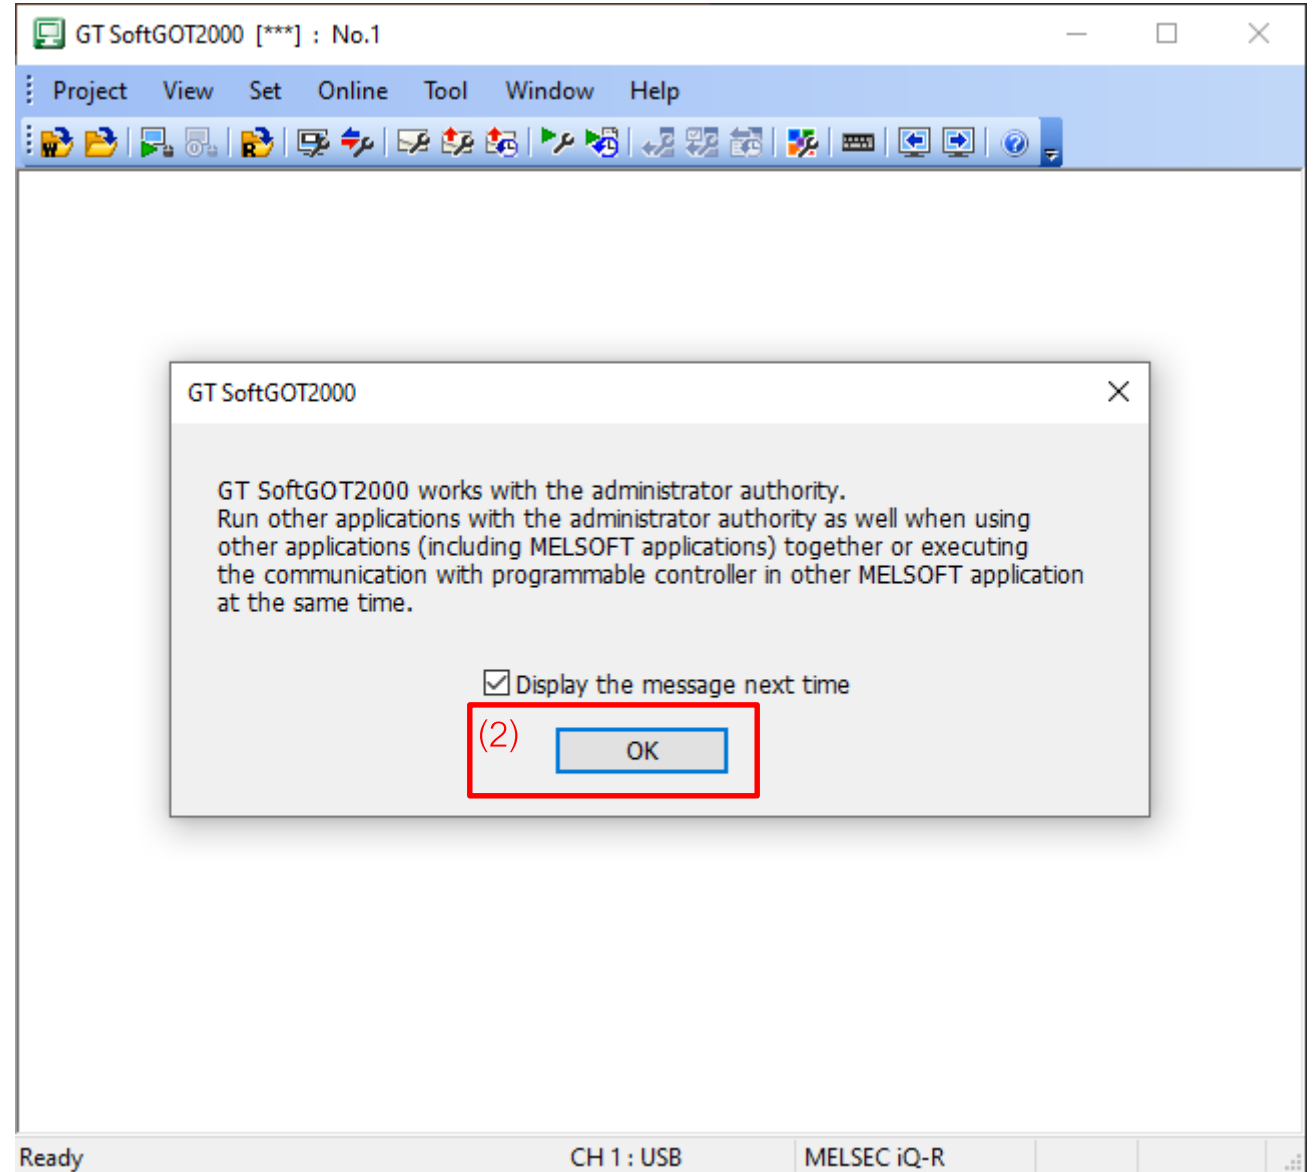 GT SoftGOT2000 [***] : No.1
Project View Set Online Tool Window Help
GT SoftGOT2000
GT SoftGOT2000 works with the administrator authority.
Run other applications with the administrator authority as well when using
other applications (including MELSOFT applications) together or executing
the communication with programmable controller in other MELSOFT application
at the same time.
Display the message next time
(2)
OK
Ready CH 1 : USB MELSEC iQ-R